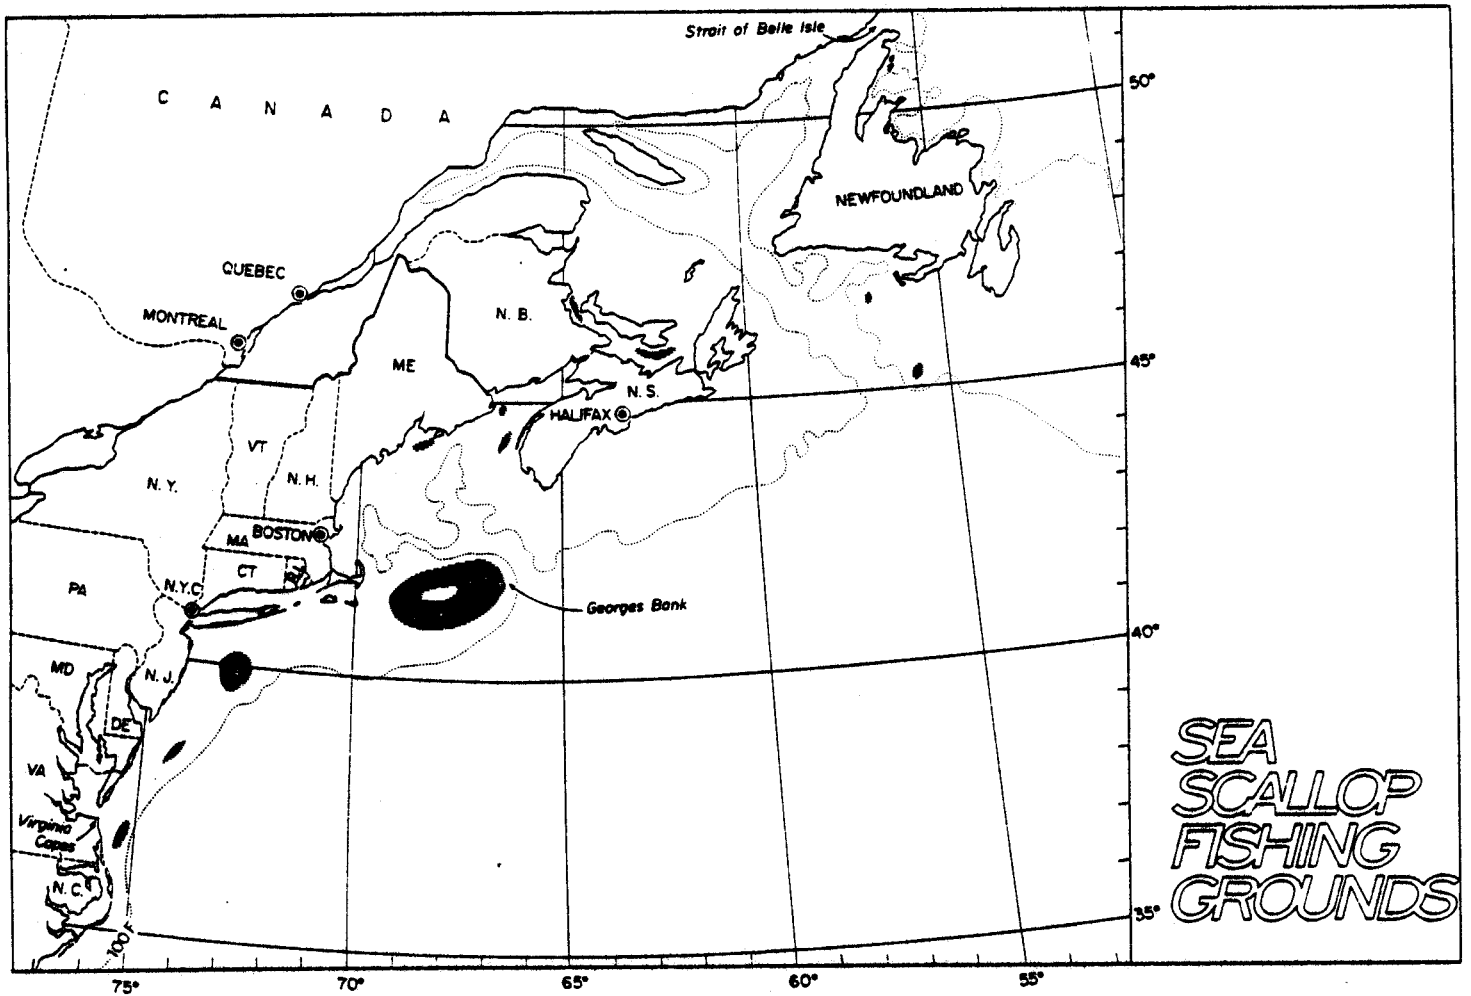 Strait of Belle Isle
50°
C A N A D A
NEWFOUNDLAND
QUEBEC
MONTREAL
N. B.
ME
45°
N. S.
HALIFAX
VT
N. H.
N. Y.
BOSTON
MA
CT
R.I.
PA
N.Y.C.
Georges Bank
40°
MD
N. J.
DE
VA
Virginia
Capes
N. C.
100 F
35°
SEA
SCALLOP
FISHING
GROUNDS
75°
70°
65°
60°
55°